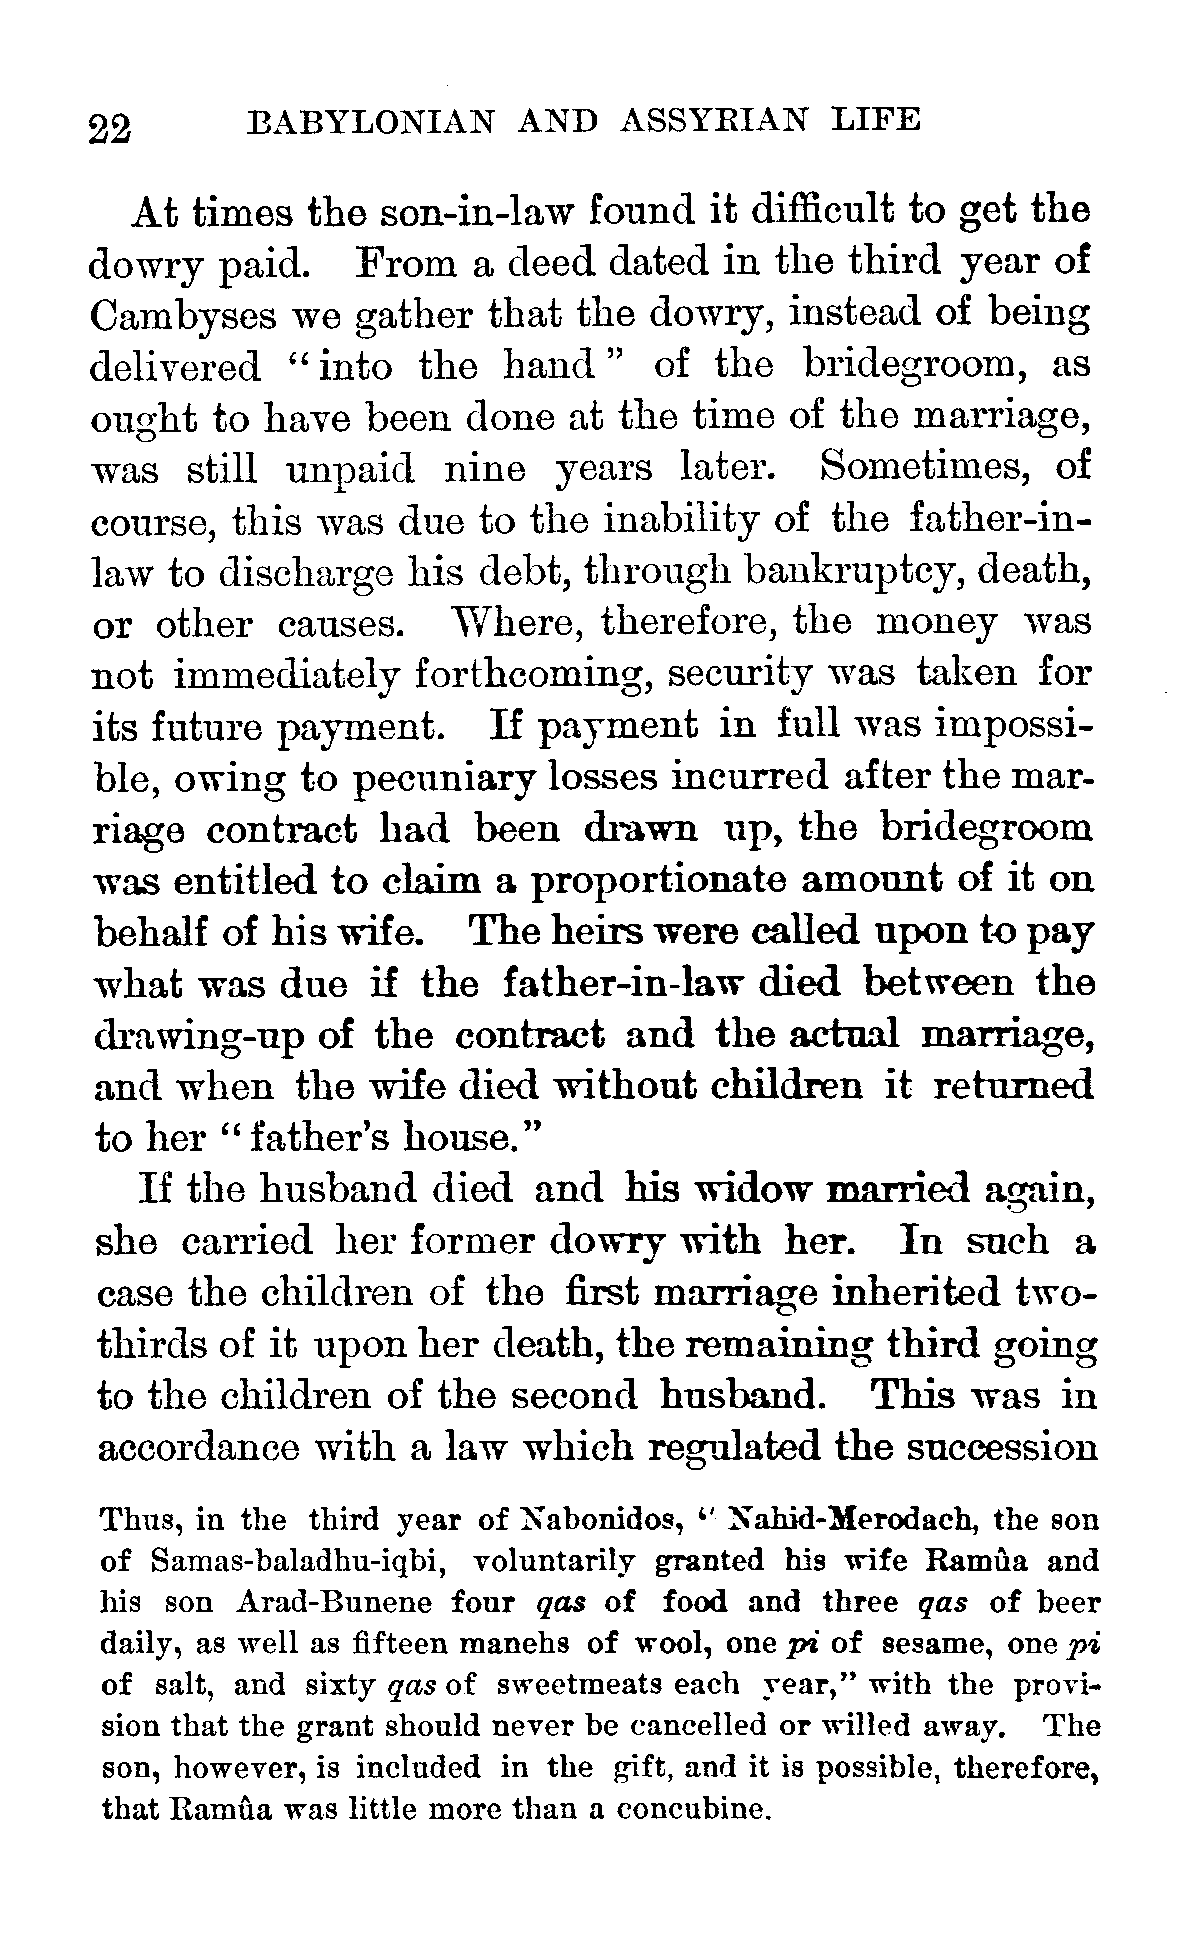 22 BABYLONIAN AND ASSYRIAN LIFE
At times the son-in-law found it difficult to get the
dowry paid. From a deed dated in the third year of
Cambyses we gather that the dowry, instead of being
delivered “into the hand” of the bridegroom, as
ought to have been done at the time of the marriage,
was still unpaid nine years later. Sometimes, of
course, this was due to the inability of the father-in-
law to discharge his debt, through bankruptcy, death,
or other causes. Where, therefore, the money was
not immediately forthcoming, security was taken for
its future payment. If payment in full was impossi-
ble, owing to pecuniary losses incurred after the mar-
riage contract had been drawn up, the bridegroom
was entitled to claim a proportionate amount of it on
behalf of his wife. The heirs were called upon to pay
what was due if the father-in-law died between the
drawing-up of the contract and the actual marriage,
and when the wife died without children it returned
to her “father's house.”
If the husband died and his widow married again,
she carried her former dowry with her. In such a
case the children of the first marriage inherited two-
thirds of it upon her death, the remaining third going
to the children of the second husband. This was in
accordance with a law which regulated the succession
Thus, in the third year of Nabonidos, “Nahid-Merodach, the son
of Samas-baladhu-iqbi, voluntarily granted his wife Ramûa and
his son Arad-Bunene four qas of food and three qas of beer
daily, as well as fifteen manehs of wool, one pi of sesame, one pi
of salt, and sixty qas of sweetmeats each year,” with the provi-
sion that the grant should never be cancelled or willed away. The
son, however, is included in the gift, and it is possible, therefore,
that Ramûa was little more than a concubine.